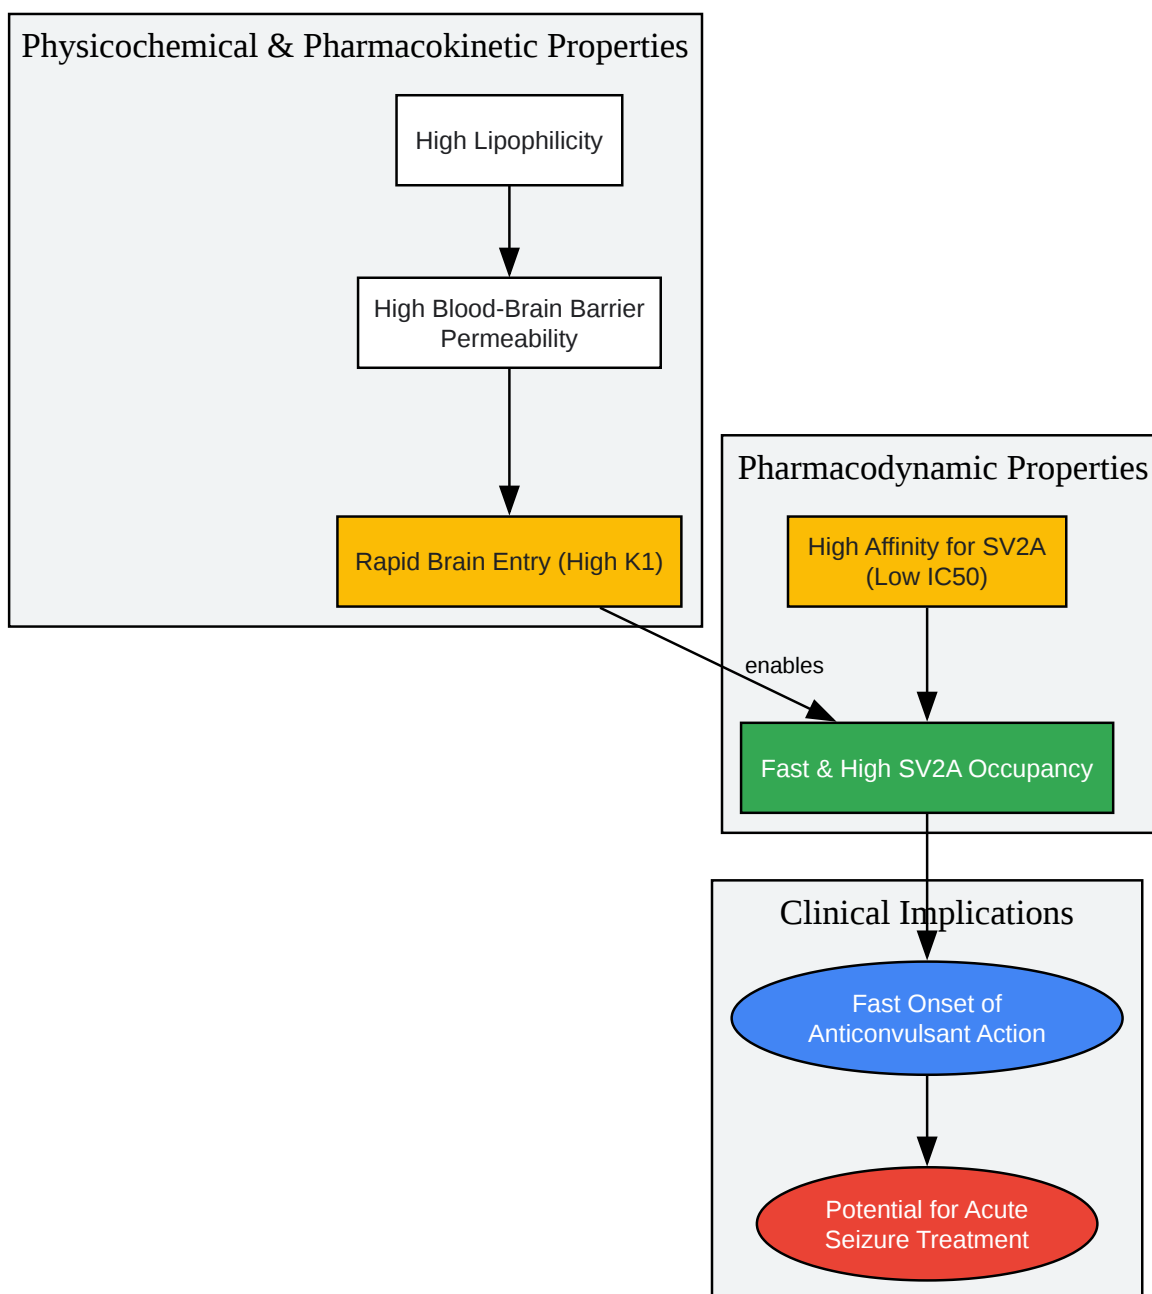 Physicochemical & Pharmacokinetic Properties
High Lipophilicity
High Blood-Brain Barrier
Permeability
Rapid Brain Entry (High K1)
Pharmacodynamic Properties
High Affinity for SV2A
(Low IC50)
enables
Fast & High SV2A Occupancy
Clinical Implications
Fast Onset of
Anticonvulsant Action
Potential for Acute
Seizure Treatment